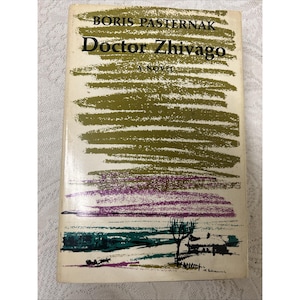 BORIS PASTERNAK
Doctor Zhivago
A NOVEL